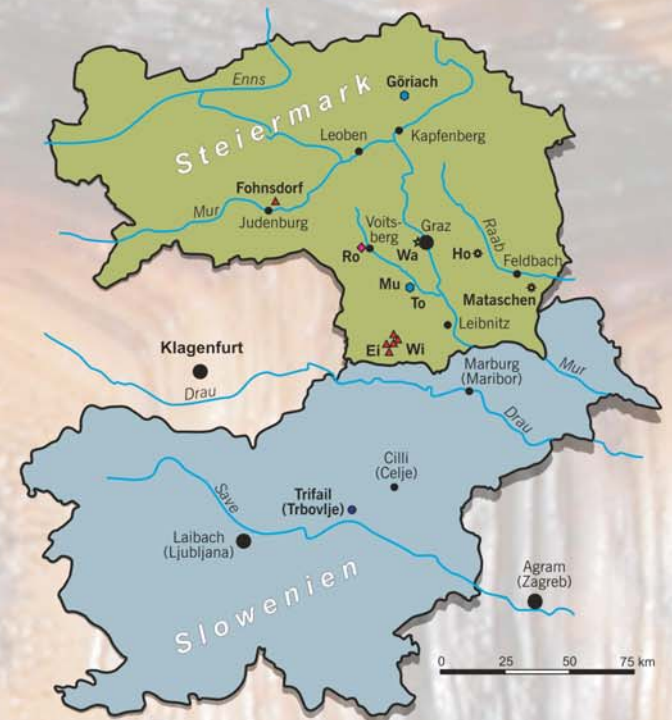 Enns
Steiermark
Göriach
Leoben
Kapfenberg
Fohnsdorf
Mur
Judenburg
Voits-
berg
Graz
Raab
Ro
Wa
Ho
Feldbach
Mu
To
Mataschen
Leibnitz
Klagenfurt
Ei
Wi
Drau
Marburg
(Maribor)
Mur
Drau
Cilli
(Celje)
Save
Trifail
(Trbovlje)
Laibach
(Ljubljana)
Slowenien
Agram
(Zagreb)
0 25 50 75 km